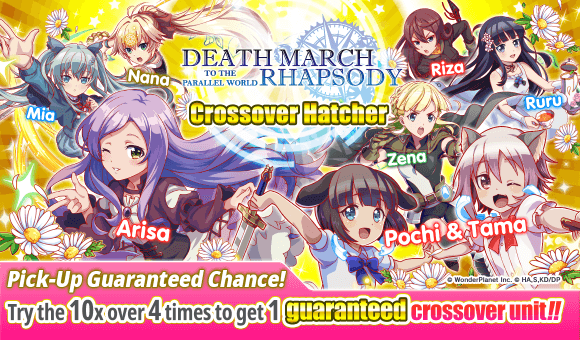 DEATH MARCH
TO THE
PARALLEL WORLD
RHAPSODY
Crossover Hatcher
Nana
Mia
Riza
Ruru
Zena
Arisa
Pochi & Tama
© WonderPlanet Inc. © HA,S,KD/DP
Pick-Up Guaranteed Chance!
Try the 10x over 4 times to get 1 guaranteed crossover unit!!